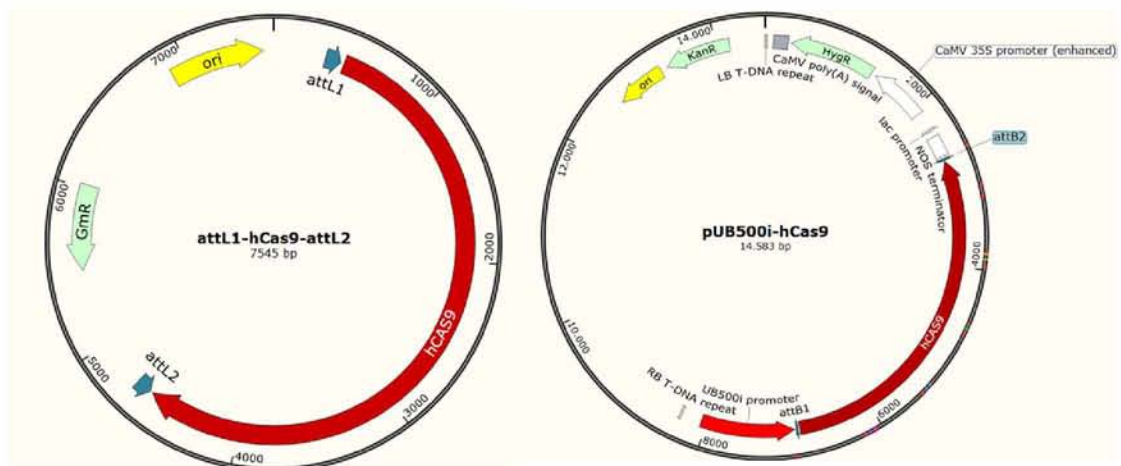 7000
ori
attL1
1000
6000
GmR
attL1-hCas9-attL2
7545 bp
2000
hCAS9
5000
attL2
3000
4000
14.000
KanR
HygR
ori
CaMV 35S promoter (enhanced)
LB T-DNA repeat
CaMV poly(A) signal
2000
lac promoter
attB2
NOS terminator
12.000
pUB500i-hCas9
14.583 bp
4000
10.000
hCAS9
RB T-DNA repeat
UB500i promoter
attB1
6000
8000